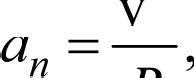 aₙ = v / R,